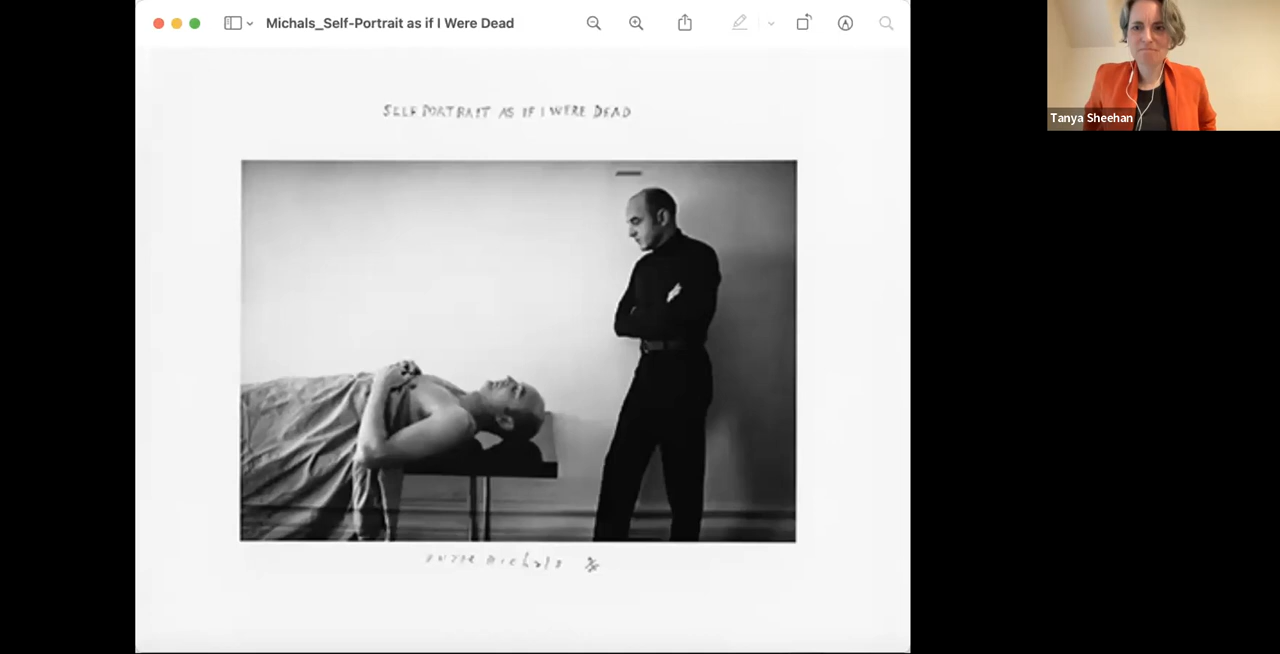 Michals_Self-Portrait as if I Were Dead
SELF PORTRAIT AS IF I WERE DEAD
Duane Michals
Tanya Sheehan